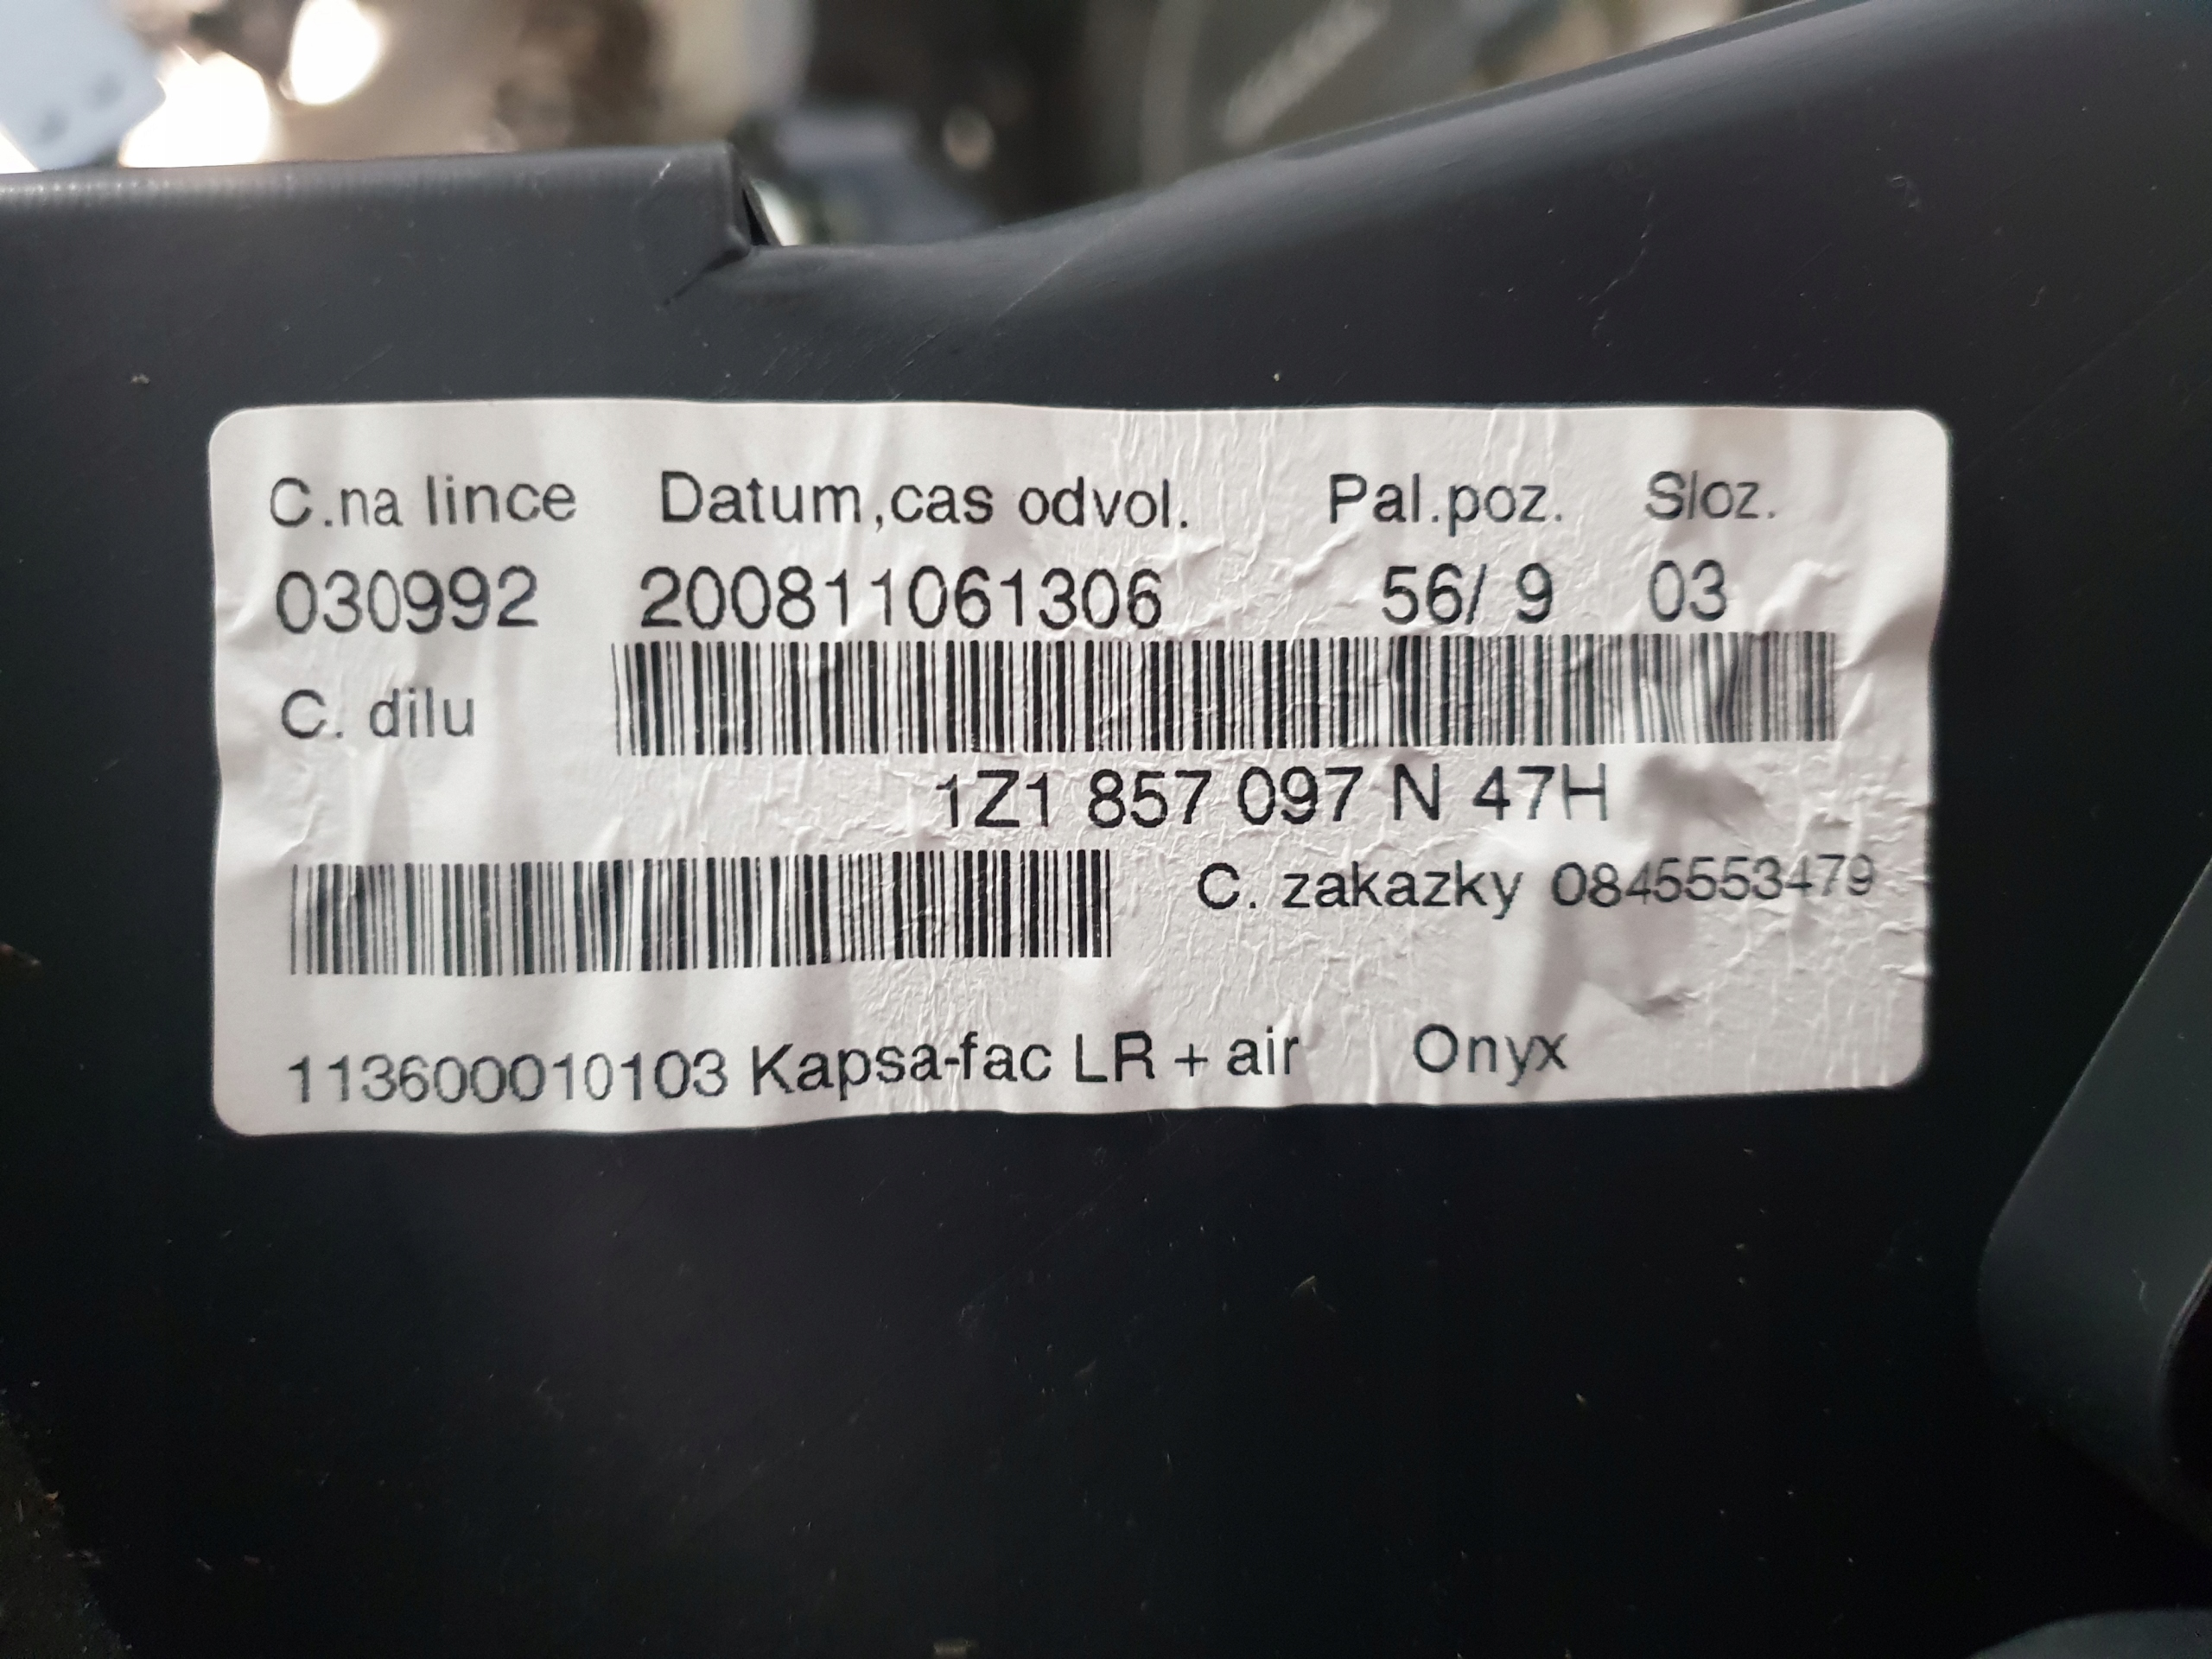 C.na lince Datum,cas odvol. Pal.poz. Sloz.
030992 200811061306 56/ 9 03
C. dilu
1Z1 857 097 N 47H
C. zakazky 0845553479
113600010103 Kapsa-fac LR + air Onyx